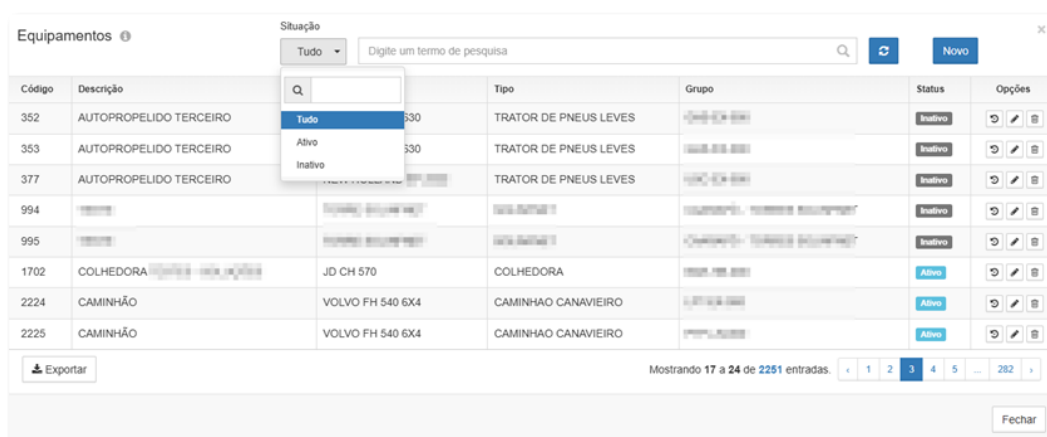 Situação
Equipamentos
Tudo
Digite um termo de pesquisa
Novo
Código Descrição Tipo Grupo Status Opções
Tudo
Ativo
Inativo
352 AUTOPROPELIDO TERCEIRO 630 TRATOR DE PNEUS LEVES Inativo
353 AUTOPROPELIDO TERCEIRO 630 TRATOR DE PNEUS LEVES Inativo
377 AUTOPROPELIDO TERCEIRO NEW HOLLAND TRATOR DE PNEUS LEVES Inativo
994 Inativo
995 Inativo
1702 COLHEDORA JD CH 570 COLHEDORA Ativo
2224 CAMINHÃO VOLVO FH 540 6X4 CAMINHAO CANAVIEIRO Ativo
2225 CAMINHÃO VOLVO FH 540 6X4 CAMINHAO CANAVIEIRO Ativo
Exportar Mostrando 17 a 24 de 2251 entradas. ‹ 1 2 3 4 5 ... 282 ›
Fechar